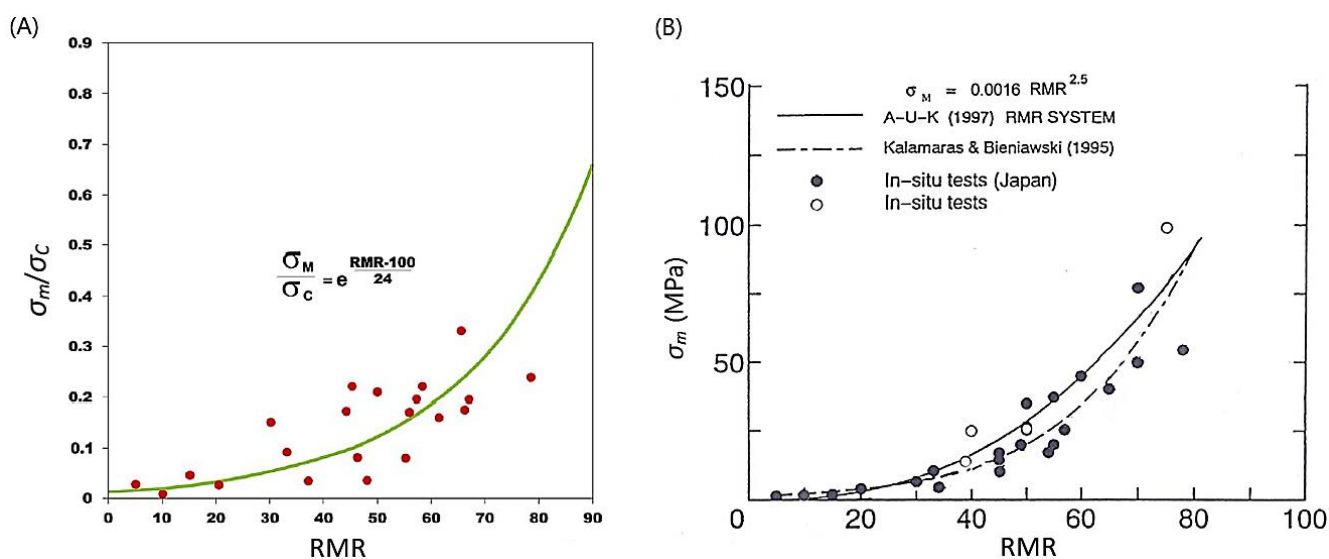 (A)
0.9
0.8
0.7
0.6
0.5
0.4
0.3
0.2
0.1
0
σm/σC
σM/σC = e^(RMR-100)/24
0 10 20 30 40 50 60 70 80 90
RMR
(B)
150
100
50
0 20 40 60 80 100
σm (MPa)
σM = 0.0016 RMR^2.5
A-U-K (1997) RMR SYSTEM
Kalamaras & Bieniawski (1995)
In-situ tests (Japan)
In-situ tests
RMR